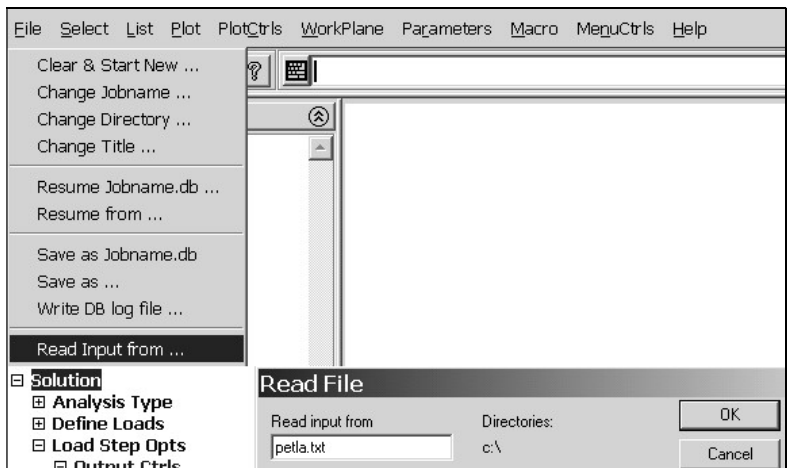 File Select List Plot PlotCtrls WorkPlane Parameters Macro MenuCtrls Help
Clear & Start New ...
Change Jobname ...
Change Directory ...
Change Title ...
Resume Jobname.db ...
Resume from ...
Save as Jobname.db
Save as ...
Write DB log file ...
Read Input from ...
Solution
Analysis Type
Define Loads
Load Step Opts
Output Ctrls
Read File
Read input from
petla.txt
Directories:
c:\
OK
Cancel